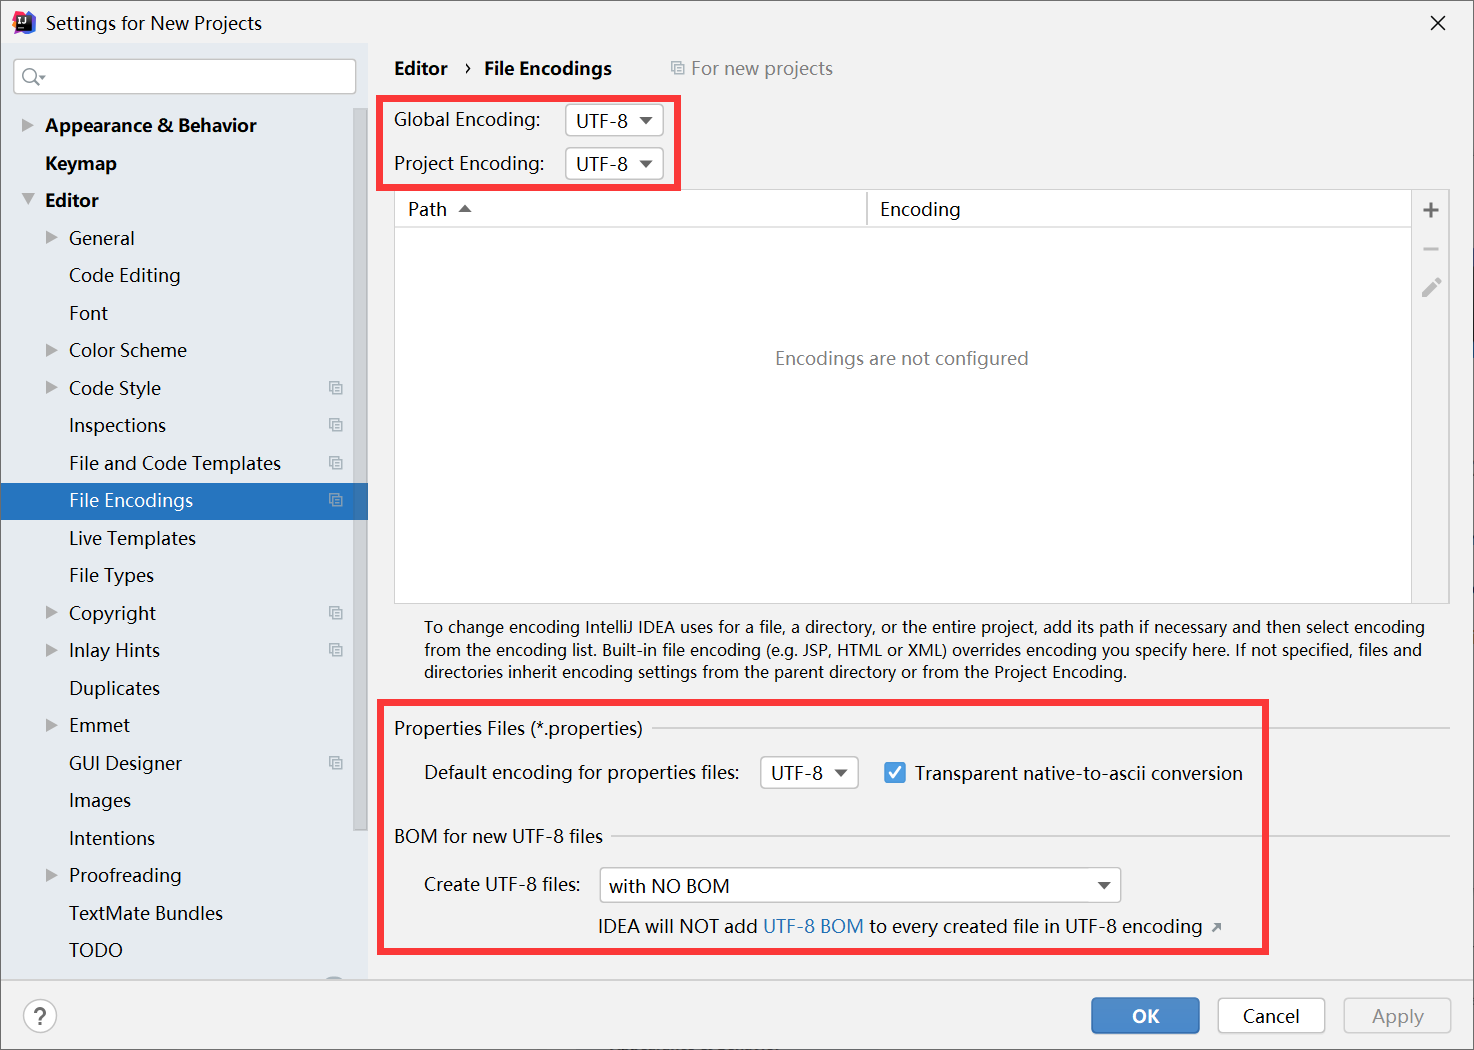 Settings for New Projects
Appearance & Behavior
Keymap
Editor
General
Code Editing
Font
Color Scheme
Code Style
Inspections
File and Code Templates
File Encodings
Live Templates
File Types
Copyright
Inlay Hints
Duplicates
Emmet
GUI Designer
Images
Intentions
Proofreading
TextMate Bundles
TODO
Editor › File Encodings For new projects
Global Encoding: UTF-8
Project Encoding: UTF-8
Path Encoding
Encodings are not configured
To change encoding IntelliJ IDEA uses for a file, a directory, or the entire project, add its path if necessary and then select encoding
from the encoding list. Built-in file encoding (e.g. JSP, HTML or XML) overrides encoding you specify here. If not specified, files and
directories inherit encoding settings from the parent directory or from the Project Encoding.
Properties Files (*.properties)
Default encoding for properties files: UTF-8 Transparent native-to-ascii conversion
BOM for new UTF-8 files
Create UTF-8 files: with NO BOM
IDEA will NOT add UTF-8 BOM to every created file in UTF-8 encoding
? OK Cancel Apply